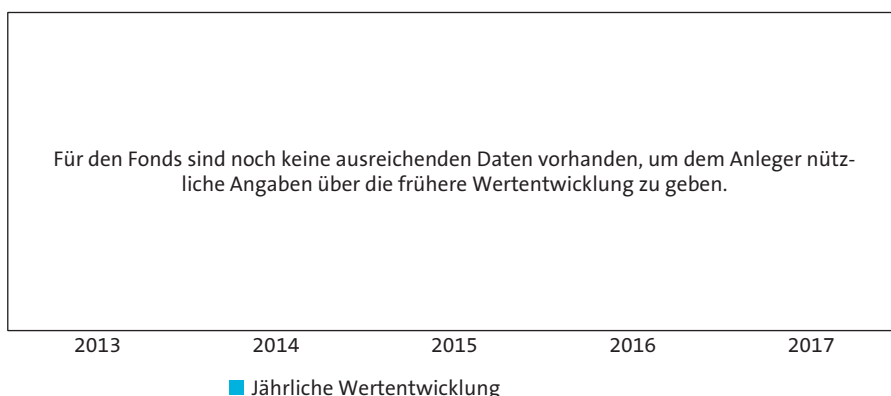 Für den Fonds sind noch keine ausreichenden Daten vorhanden, um dem Anleger nütz-
liche Angaben über die frühere Wertentwicklung zu geben.
2013 2014 2015 2016 2017
Jährliche Wertentwicklung